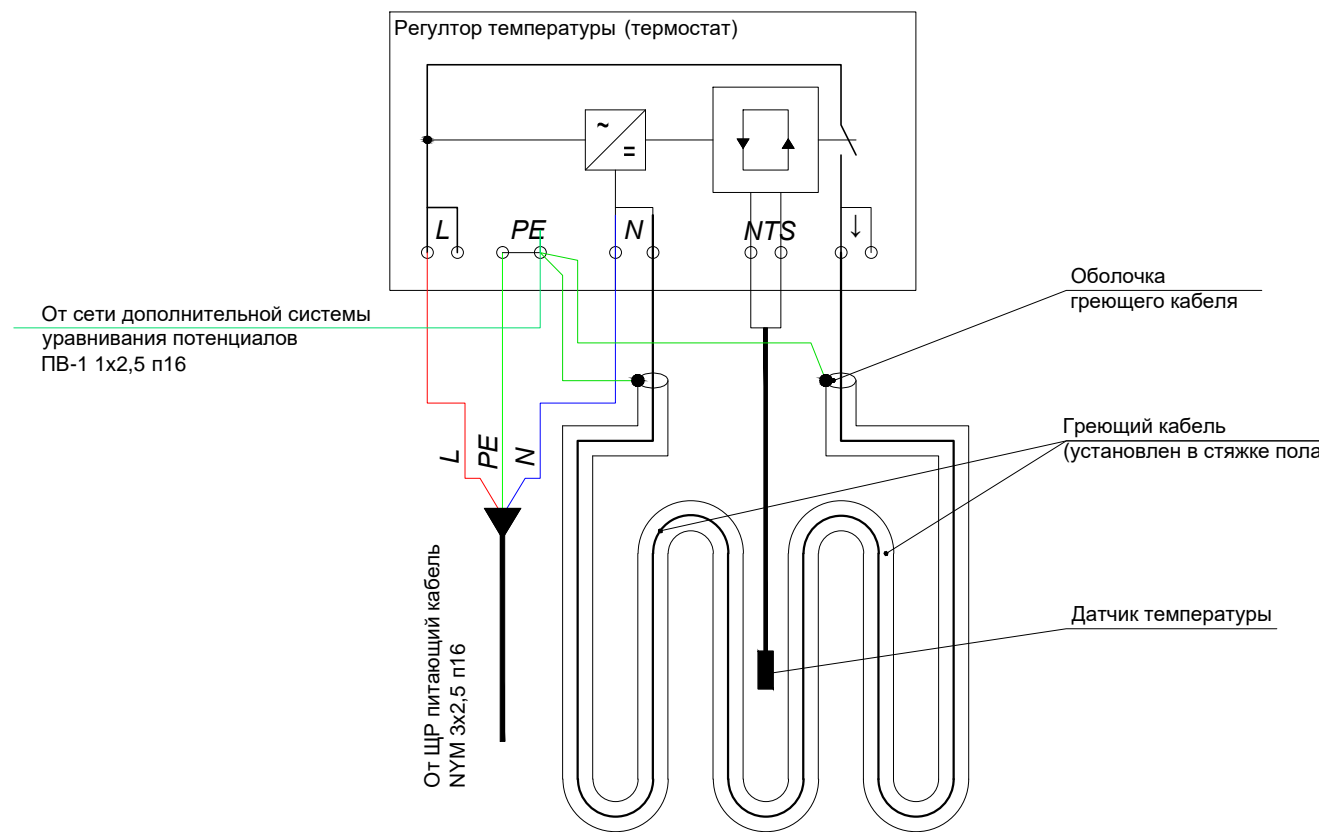 Регултор температуры (термостат)
~
=
L
PE
N
NTS
↓
От сети дополнительной системы
уравнивания потенциалов
ПВ-1 1х2,5 п16
Оболочка
греющего кабеля
L
PE
N
Греющий кабель
(установлен в стяжке пола
Датчик температуры
От ЩР питающий кабель
NYM 3х2,5 п16